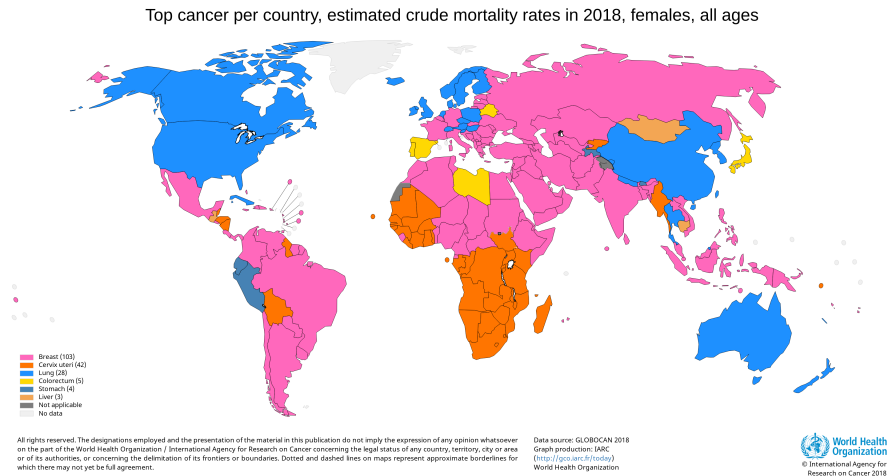 Top cancer per country, estimated crude mortality rates in 2018, females, all ages
Breast (103)
Cervix uteri (42)
Lung (28)
Colorectum (5)
Stomach (4)
Liver (3)
Not applicable
No data
All rights reserved. The designations employed and the presentation of the material in this publication do not imply the expression of any opinion whatsoever
on the part of the World Health Organization / International Agency for Research on Cancer concerning the legal status of any country, territory, city or area
or of its authorities, or concerning the delimitation of its frontiers or boundaries. Dotted and dashed lines on maps represent approximate borderlines for
which there may not yet be full agreement.
Data source: GLOBOCAN 2018
Graph production: IARC
(http://gco.iarc.fr/today)
World Health Organization
World Health
Organization
© International Agency for
Research on Cancer 2018